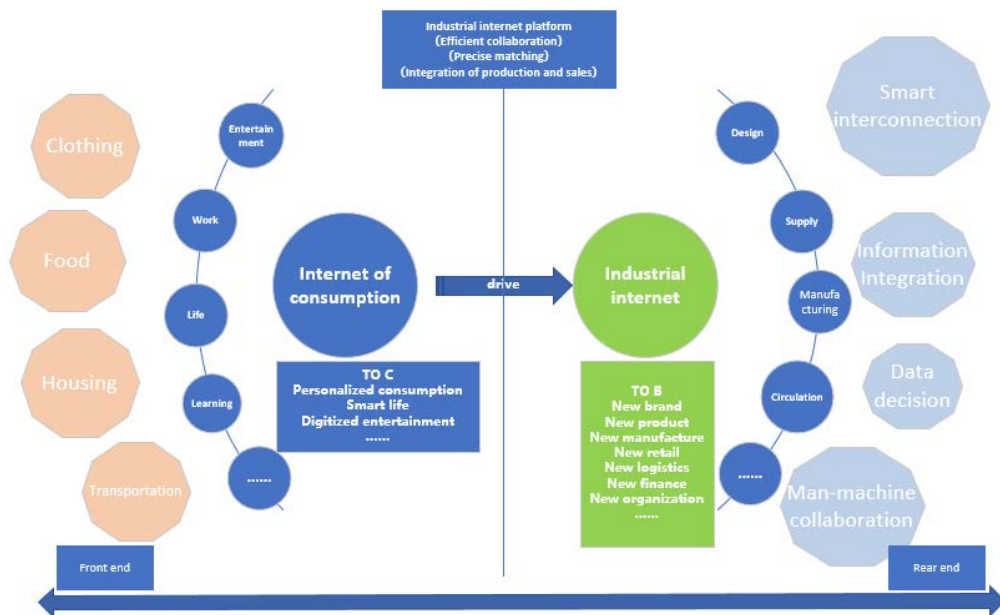 Industrial internet platform
(Efficient collaboration)
(Precise matching)
(Integration of production and sales)
Clothing
Food
Housing
Transportation
Entertain
ment
Work
Life
Learning
......
Internet of
consumption
TO C
Personalized consumption
Smart life
Digitized entertainment
......
drive
Industrial
internet
TO B
New brand
New product
New manufacture
New retail
New logistics
New finance
New organization
......
Design
Supply
Manufa
cturing
Circulation
......
Smart
interconnection
Information
Integration
Data
decision
Man-machine
collaboration
Front end
Rear end